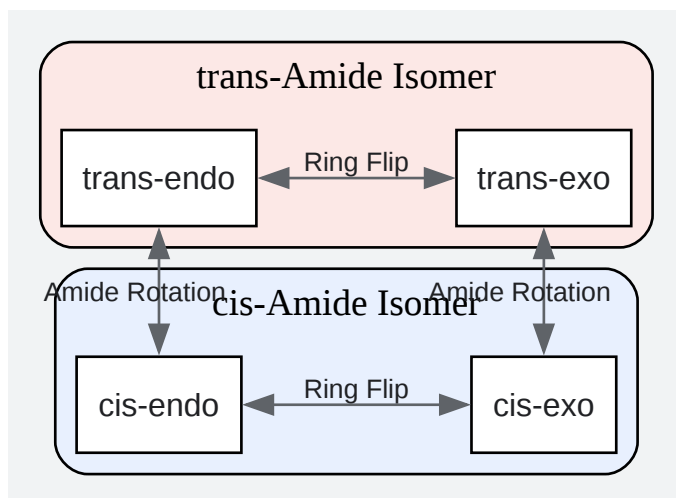 trans-Amide Isomer
trans-endo
Ring Flip
trans-exo
Amide Rotation
Amide Rotation
cis-Amide Isomer
cis-endo
Ring Flip
cis-exo